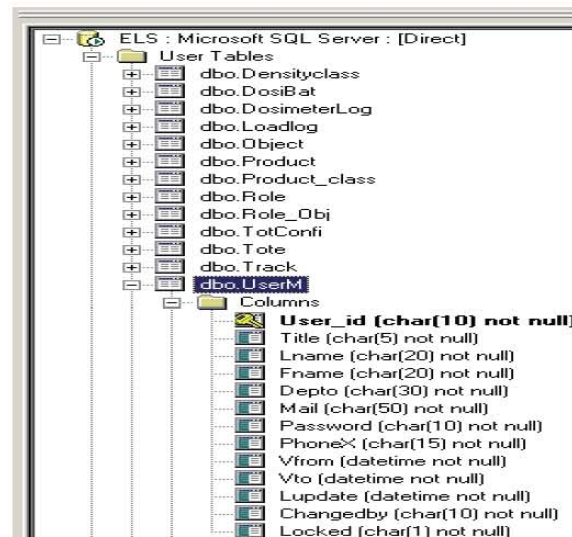 ELS : Microsoft SQL Server : [Direct]
User Tables
dbo.Densityclass
dbo.DosiBat
dbo.DosimeterLog
dbo.Loadlog
dbo.Object
dbo.Product
dbo.Product_class
dbo.Role
dbo.Role_Obj
dbo.TotConfi
dbo.Tote
dbo.Track
dbo.UserM
Columns
User_id (char(10) not null)
Title (char(5) not null)
Lname (char(20) not null)
Fname (char(20) not null)
Depto (char(30) not null)
Mail (char(50) not null)
Password (char(10) not null)
PhoneX (char(15) not null)
Vfrom (datetime not null)
Vto (datetime not null)
Lupdate (datetime not null)
Changedby (char(10) not null)
Locked (char(1) not null)